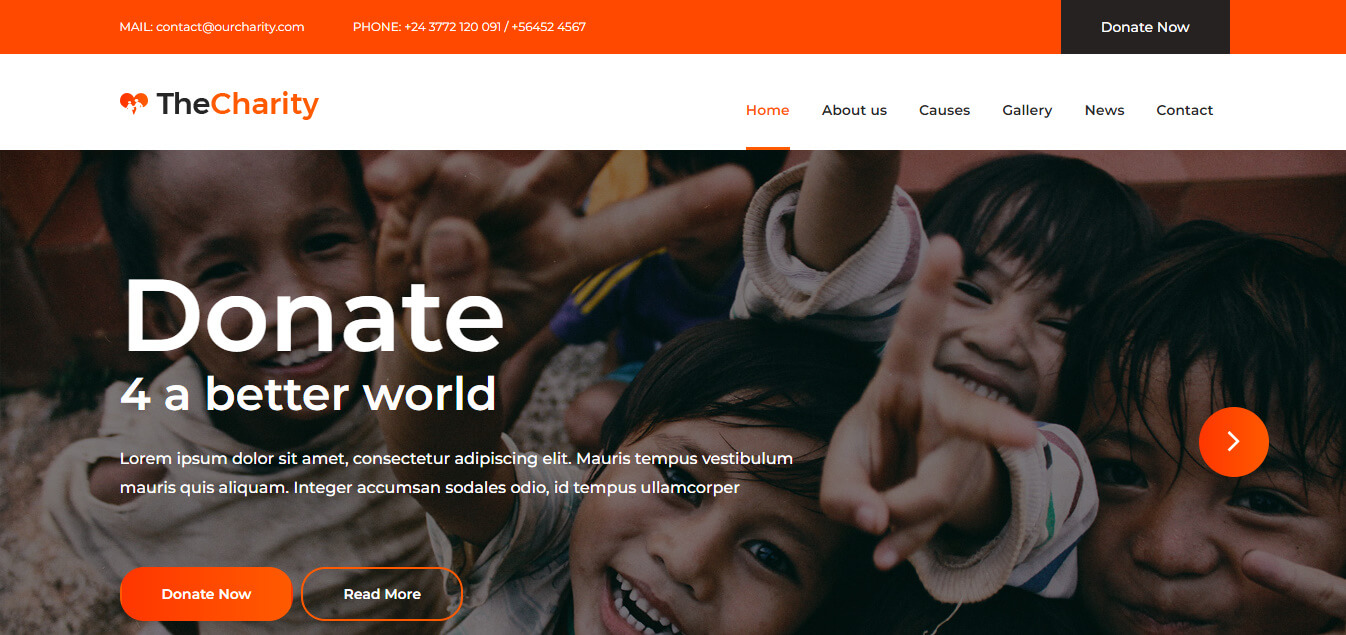 MAIL: contact@ourcharity.com PHONE: +24 3772 120 091 / +56452 4567 Donate Now
TheCharity
Home About us Causes Gallery News Contact
Donate
4 a better world
Lorem ipsum dolor sit amet, consectetur adipiscing elit. Mauris tempus vestibulum
mauris quis aliquam. Integer accumsan sodales odio, id tempus ullamcorper
Donate Now Read More